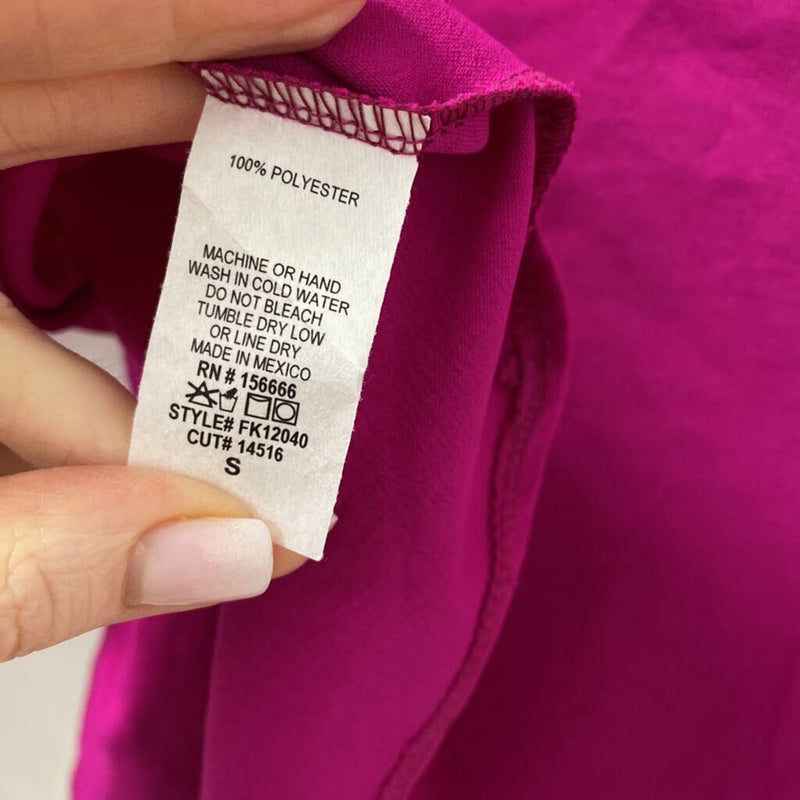 100% POLYESTER
MACHINE OR HAND
WASH IN COLD WATER
DO NOT BLEACH
TUMBLE DRY LOW
OR LINE DRY
MADE IN MEXICO
RN # 156666
STYLE# FK12040
CUT# 14516
S